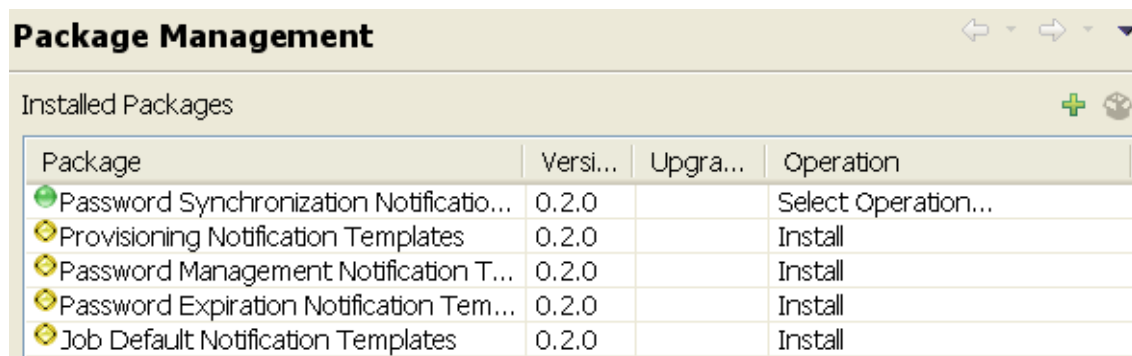 Package Management
Installed Packages
Package Versi... Upgra... Operation
Password Synchronization Notificatio... 0.2.0 Select Operation...
Provisioning Notification Templates 0.2.0 Install
Password Management Notification T... 0.2.0 Install
Password Expiration Notification Tem... 0.2.0 Install
Job Default Notification Templates 0.2.0 Install